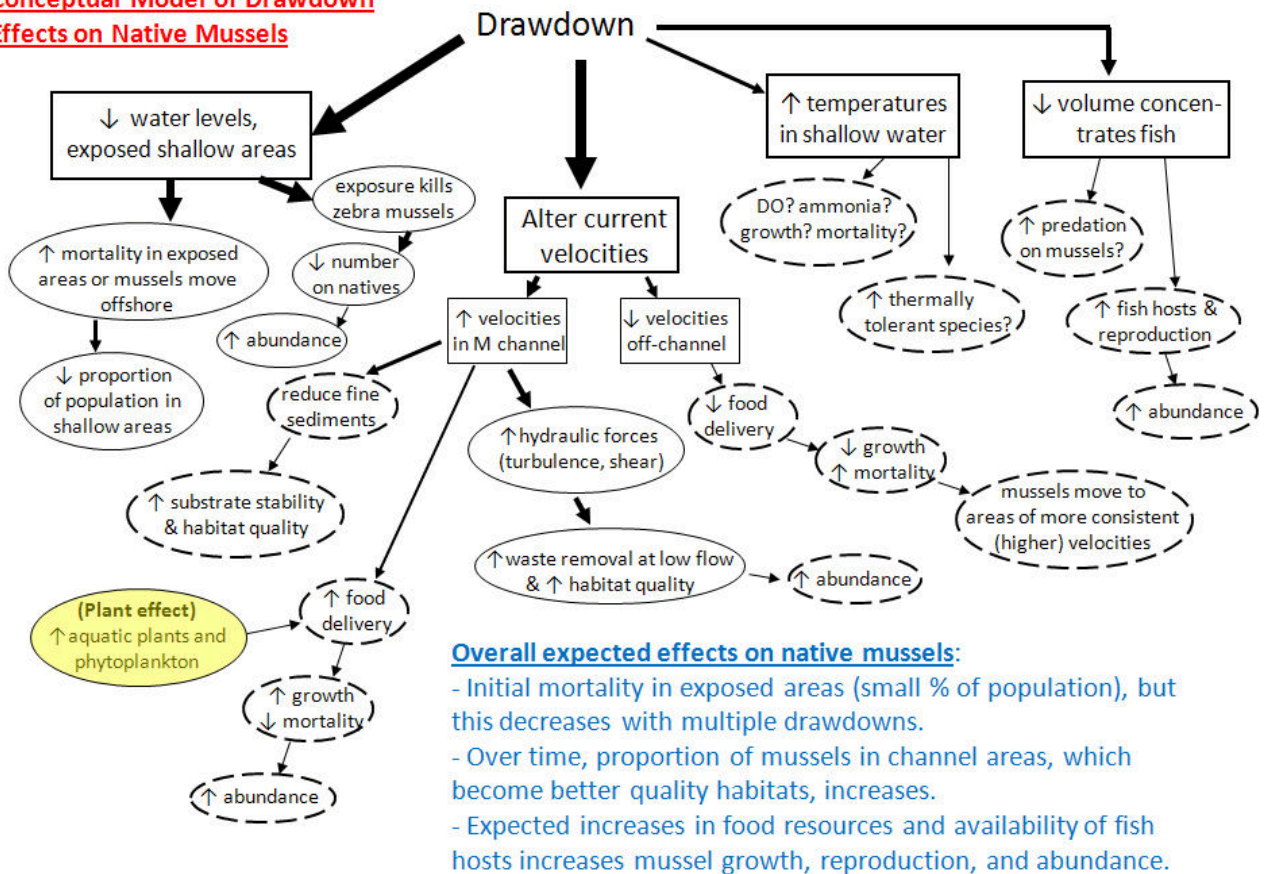 Conceptual Model of Drawdown
Effects on Native Mussels
Drawdown
↓ water levels,
exposed shallow areas
↑ temperatures
in shallow water
↓ volume concen-
trates fish
exposure kills
zebra mussels
Alter current
velocities
DO? ammonia?
growth? mortality?
↑ predation
on mussels?
↑ mortality in exposed
areas or mussels move
offshore
↓ number
on natives
↑ abundance
↑ velocities
in M channel
↓ velocities
off-channel
↑ thermally
tolerant species?
↑ fish hosts &
reproduction
↑ abundance
↓ proportion
of population in
shallow areas
reduce fine
sediments
↑ substrate stability
& habitat quality
↑hydraulic forces
(turbulence, shear)
↓ food
delivery
↓ growth
↑ mortality
mussels move to
areas of more consistent
(higher) velocities
↑waste removal at low flow
& ↑ habitat quality
↑ abundance
(Plant effect)
↑aquatic plants and
phytoplankton
↑ food
delivery
↑ growth
↓ mortality
↑ abundance
Overall expected effects on native mussels:
- Initial mortality in exposed areas (small % of population), but
this decreases with multiple drawdowns.
- Over time, proportion of mussels in channel areas, which
become better quality habitats, increases.
- Expected increases in food resources and availability of fish
hosts increases mussel growth, reproduction, and abundance.